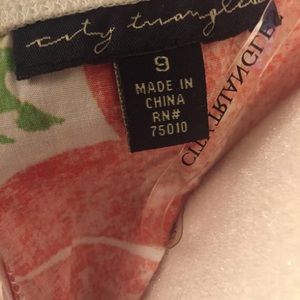 city triangles
9
MADE IN
CHINA
RN#
75010
CITY TRIANGLES